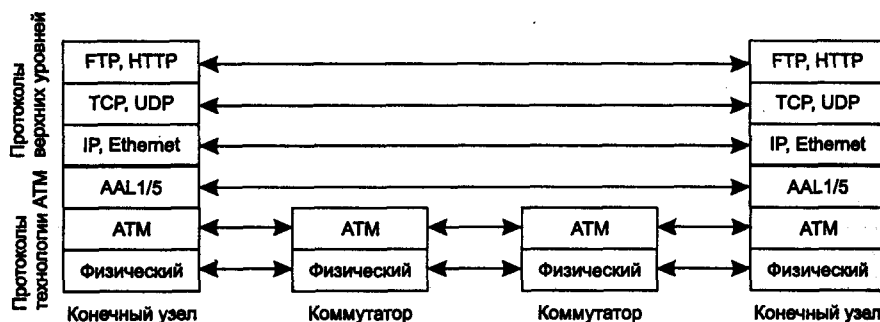 Протоколы
верхних уровней
Протоколы
технологии ATM
FTP, HTTP
FTP, HTTP
TCP, UDP
TCP, UDP
IP, Ethernet
IP, Ethernet
AAL1/5
AAL1/5
ATM
ATM
ATM
ATM
Физический
Физический
Физический
Физический
Конечный узел
Коммутатор
Коммутатор
Конечный узел